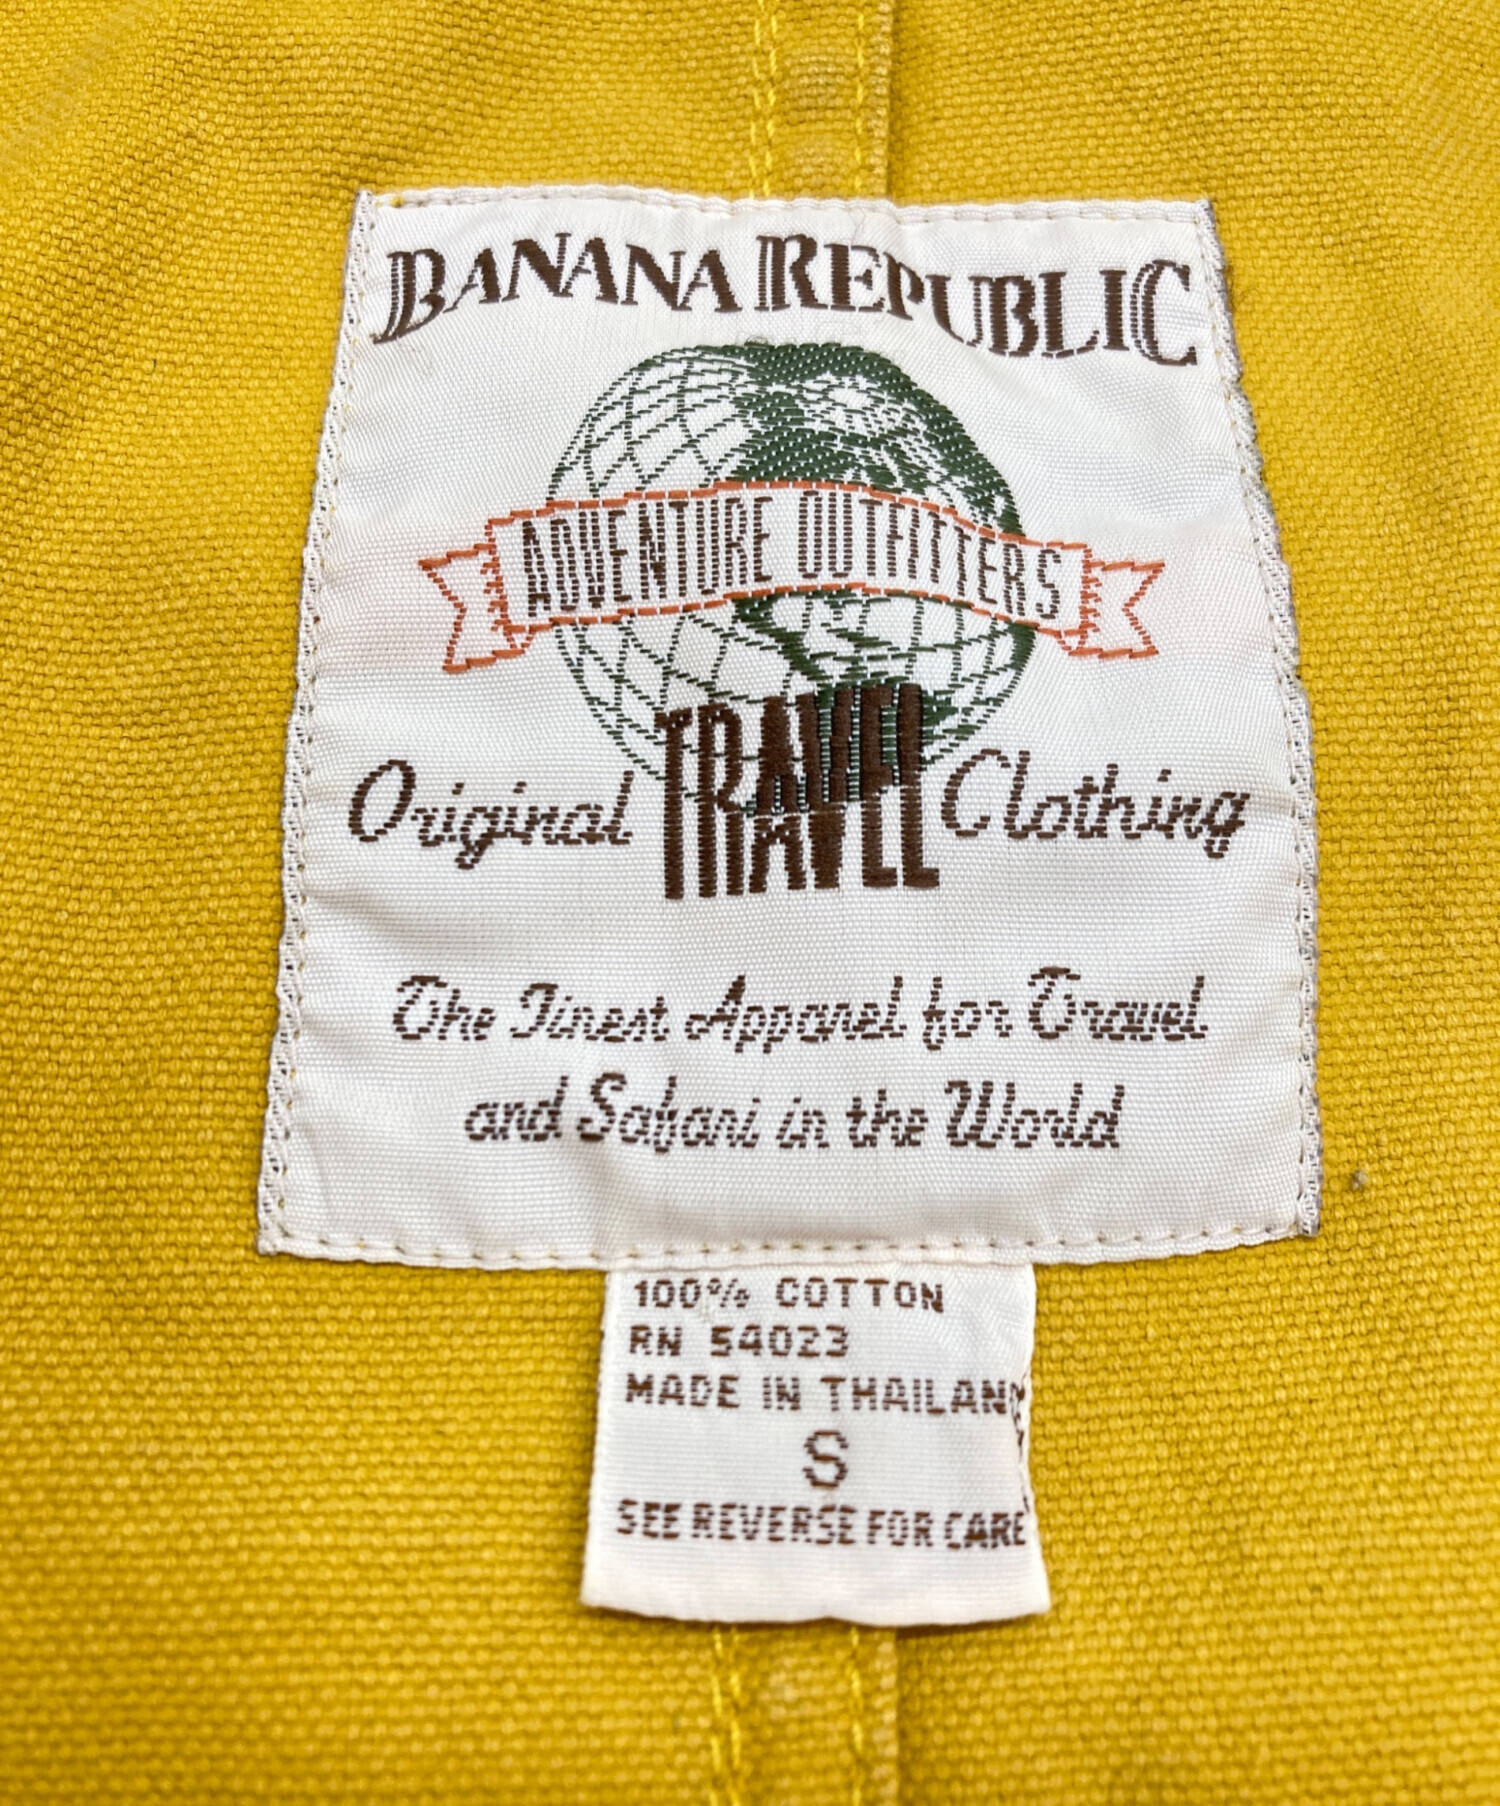 BANANA REPUBLIC
ADVENTURE OUTFITTERS
Original TRAVEL Clothing
The Finest Apparel for Travel
and Safari in the World
100% COTTON
RN 54023
MADE IN THAILAND
S
SEE REVERSE FOR CARE